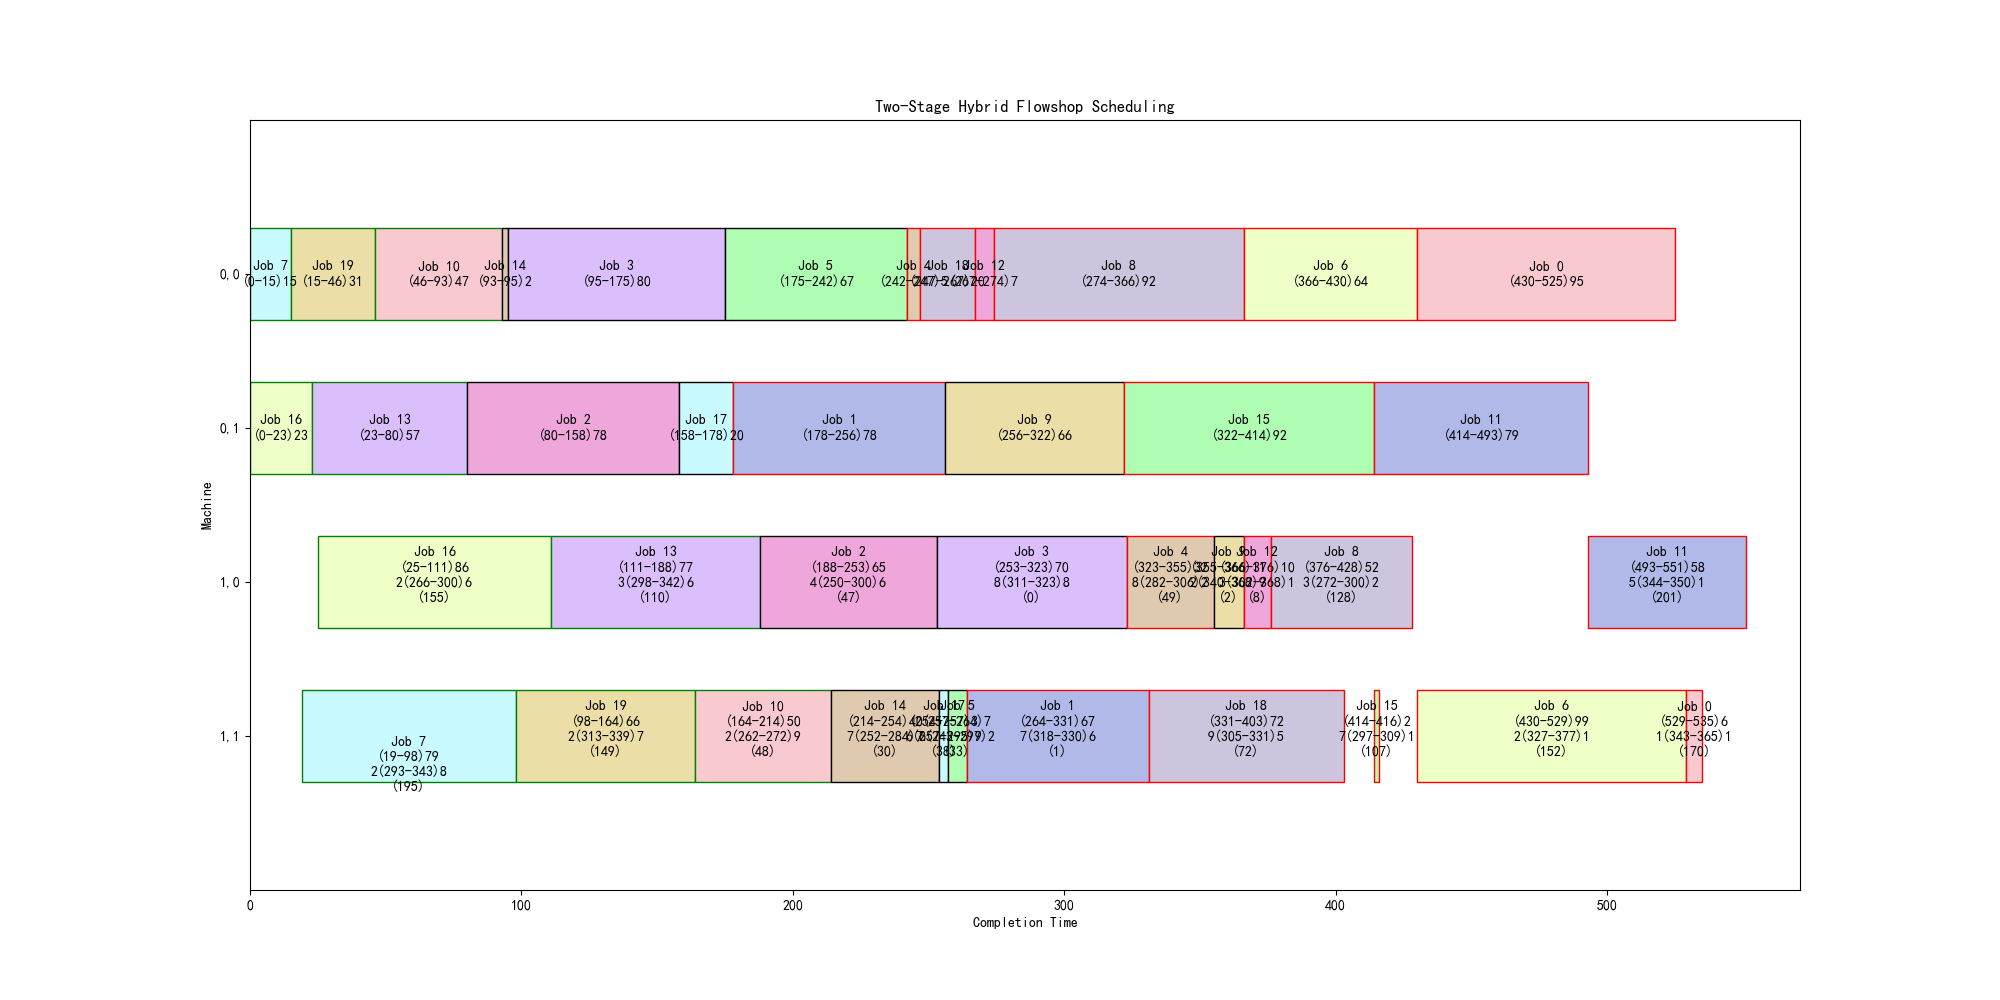 Two-Stage Hybrid Flowshop Scheduling
Job 7
(0-15)15
Job 19
(15-46)31
Job 10
(46-93)47
Job 14
(93-95)2
Job 3
(95-175)80
Job 5
(175-242)67
Job 4
Job 12
Job 8
(274-366)92
Job 6
(366-430)64
Job 0
(430-525)95
0,0
Job 16
(0-23)23
Job 13
(23-80)57
Job 2
(80-158)78
Job 17
(158-178)20
Job 1
(178-256)78
Job 9
(256-322)66
Job 15
(322-414)92
Job 11
(414-493)79
0,1
Machine
Job 16
(25-111)86
2(266-300)6
(155)
Job 13
(111-188)77
3(298-342)6
(110)
Job 2
(188-253)65
4(250-300)6
(47)
Job 3
(253-323)70
8(311-323)8
(0)
Job 4
(49)
(2)
Job 12
(8)
Job 8
(376-428)52
3(272-300)2
(128)
Job 11
(493-551)58
5(344-350)1
(201)
1,0
Job 7
(19-98)79
2(293-343)8
(195)
Job 19
(98-164)66
2(313-339)7
(149)
Job 10
(164-214)50
2(262-272)9
(48)
Job 14
(30)
Job 1
(264-331)67
7(318-330)6
(1)
Job 18
(331-403)72
9(305-331)5
(72)
Job 15
(414-416)2
7(297-309)1
(107)
Job 6
(430-529)99
2(327-377)1
(152)
Job 0
(529-535)6
1(343-365)1
(170)
1,1
0
100
200
300
400
500
Completion Time